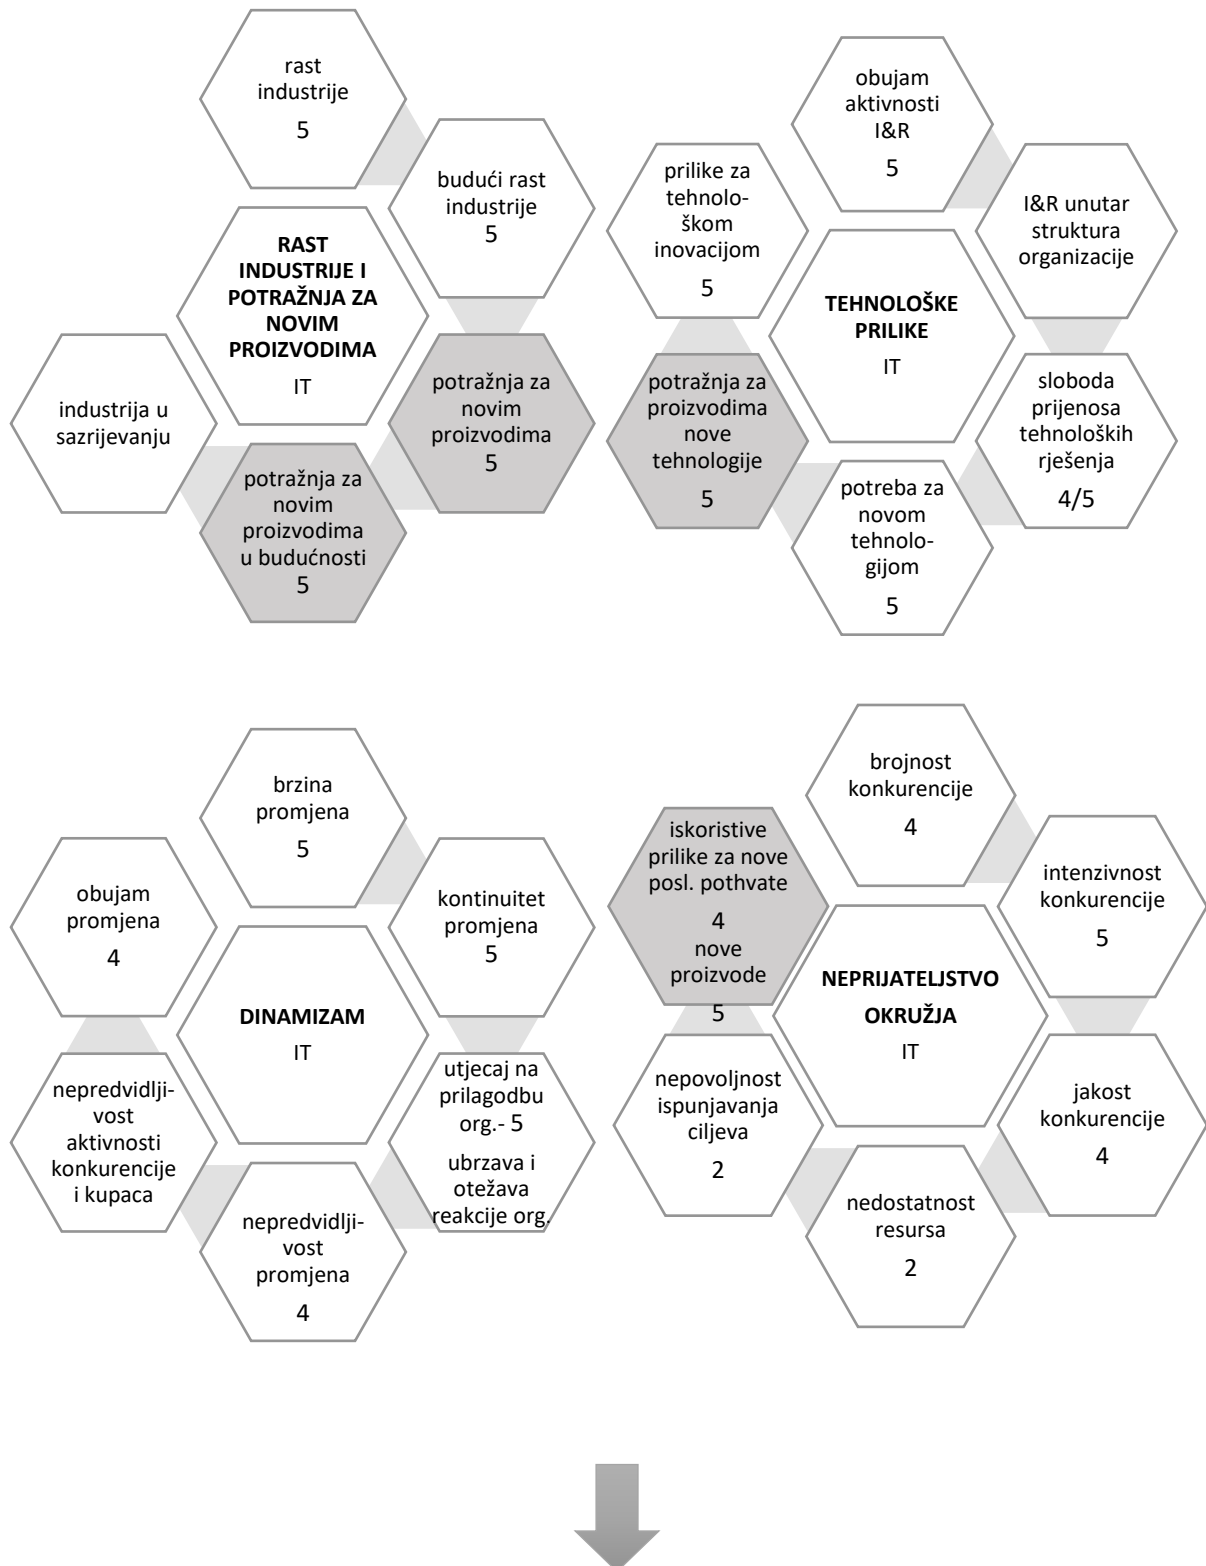 rast
industrije
5
budući rast
industrije
5
RAST
INDUSTRIJE I
POTRAŽNJA ZA
NOVIM
PROIZVODIMA
IT
potražnja za
novim
proizvodima
5
potražnja za
novim
proizvodima
u budućnosti
5
industrija u
sazrijevanju
obujam
aktivnosti
I&R
5
I&R unutar
struktura
organizacije
TEHNOLOŠKE
PRILIKE
IT
sloboda
prijenosa
tehnoloških
rješenja
4/5
potreba za
novom
tehnolo-
gijom
5
potražnja za
proizvodima
nove
tehnologije
5
prilike za
tehnolo-
škom
inovacijom
5
brzina
promjena
5
kontinuitet
promjena
5
DINAMIZAM
IT
utjecaj na
prilagodbu
org.- 5
ubrzava i
otežava
reakcije org.
nepredvidlji-
vost
promjena
4
nepredvidlji-
vost
aktivnosti
konkurencije
i kupaca
obujam
promjena
4
brojnost
konkurencije
4
intenzivnost
konkurencije
5
NEPRIJATELJSTVO
OKRUŽJA
IT
jakost
konkurencije
4
nedostatnost
resursa
2
nepovoljnost
ispunjavanja
ciljeva
2
iskoristive
prilike za nove
posl. pothvate
4
nove
proizvode
5